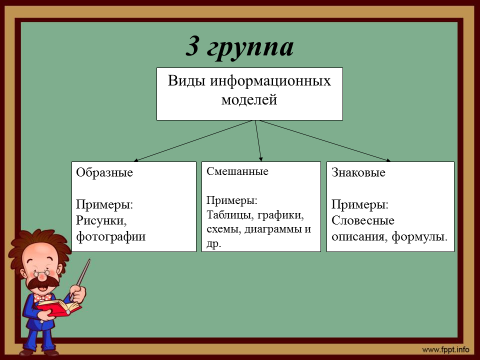 3 группа
Виды информационных
моделей
Образные
Примеры:
Рисунки,
фотографии
Смешанные
Примеры:
Таблицы, графики,
схемы, диаграммы и
др.
Знаковые
Примеры:
Словесные
описания, формулы.
www.fppt.info